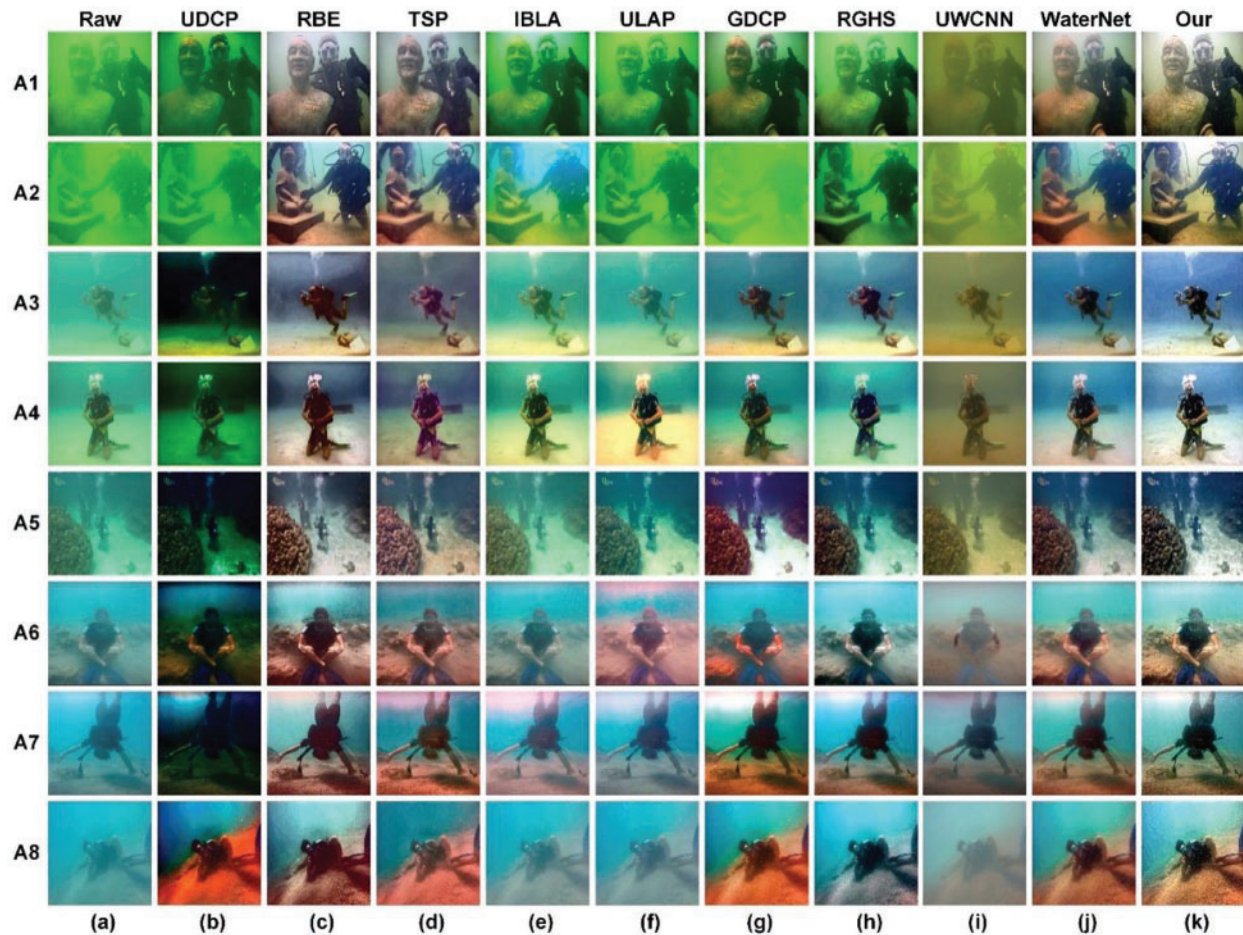 Raw UDCP RBE TSP IBLA ULAP GDCP RGHS UWCNN WaterNet Our
A1
A2
A3
A4
A5
A6
A7
A8
(a) (b) (c) (d) (e) (f) (g) (h) (i) (j) (k)